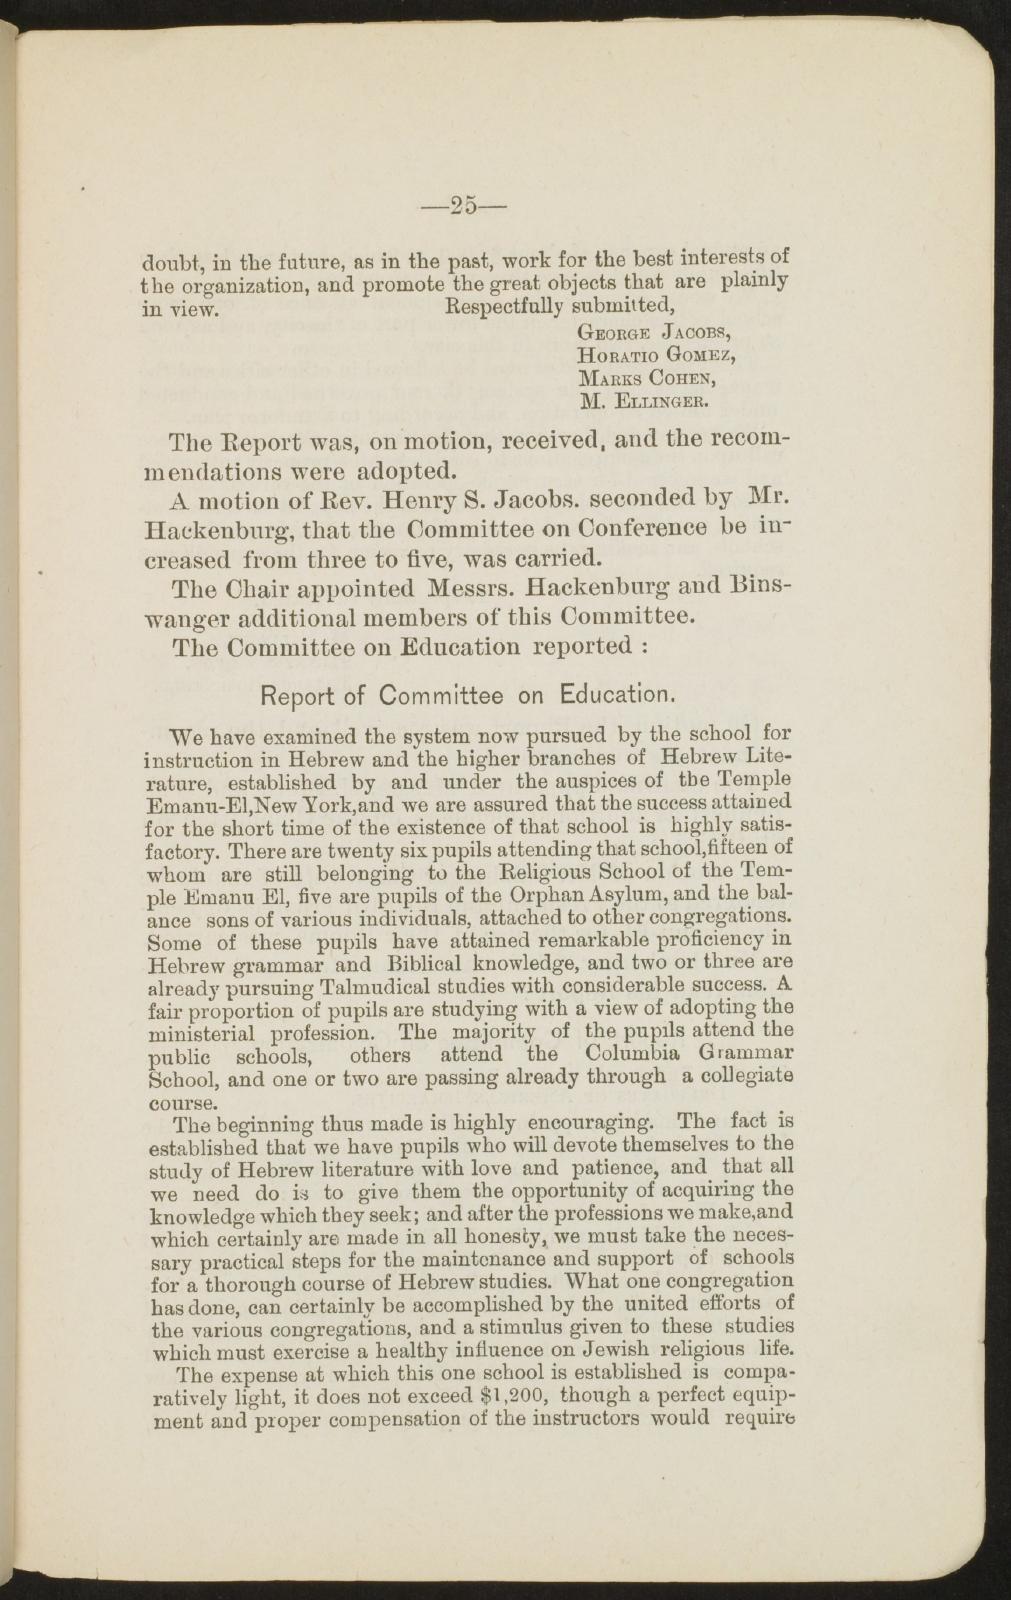 —25—
doubt, in the future, as in the past, work for the best interests of
the organization, and promote the great objects that are plainly
in view. Respectfully submitted,
GEORGE JACOBS,
HORATIO GOMEZ,
MARKS COHEN,
M. ELLINGER.
The Report was, on motion, received, and the recom-
mendations were adopted.
A motion of Rev. Henry S. Jacobs. seconded by Mr.
Hackenburg, that the Committee on Conference be in-
creased from three to five, was carried.
The Chair appointed Messrs. Hackenburg and Bins-
wanger additional members of this Committee.
The Committee on Education reported :
Report of Committee on Education.
We have examined the system now pursued by the school for
instruction in Hebrew and the higher branches of Hebrew Lite-
rature, established by and under the auspices of the Temple
Emanu-El,New York,and we are assured that the success attained
for the short time of the existence of that school is highly satis-
factory. There are twenty six pupils attending that school,fifteen of
whom are still belonging to the Religious School of the Tem-
ple Emanu El, five are pupils of the Orphan Asylum, and the bal-
ance sons of various individuals, attached to other congregations.
Some of these pupils have attained remarkable proficiency in
Hebrew grammar and Biblical knowledge, and two or three are
already pursuing Talmudical studies with considerable success. A
fair proportion of pupils are studying with a view of adopting the
ministerial profession. The majority of the pupils attend the
public schools, others attend the Columbia Grammar
School, and one or two are passing already through a collegiate
course.
The beginning thus made is highly encouraging. The fact is
established that we have pupils who will devote themselves to the
study of Hebrew literature with love and patience, and that all
we need do is to give them the opportunity of acquiring the
knowledge which they seek; and after the professions we make,and
which certainly are made in all honesty, we must take the neces-
sary practical steps for the maintenance and support of schools
for a thorough course of Hebrew studies. What one congregation
has done, can certainly be accomplished by the united efforts of
the various congregations, and a stimulus given to these studies
which must exercise a healthy influence on Jewish religious life.
The expense at which this one school is established is compa-
ratively light, it does not exceed $1,200, though a perfect equip-
ment and proper compensation of the instructors would require